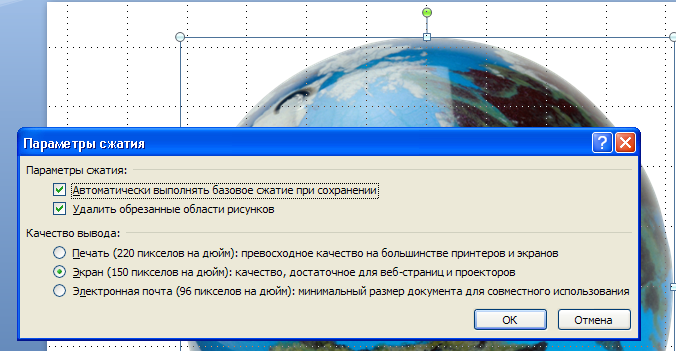 Параметры сжатия
Параметры сжатия:
Автоматически выполнять базовое сжатие при сохранении
Удалить обрезанные области рисунков
Качество вывода:
Печать (220 пикселов на дюйм): превосходное качество на большинстве принтеров и экранов
Экран (150 пикселов на дюйм): качество, достаточное для веб-страниц и проекторов
Электронная почта (96 пикселов на дюйм): минимальный размер документа для совместного использования
ОК
Отмена